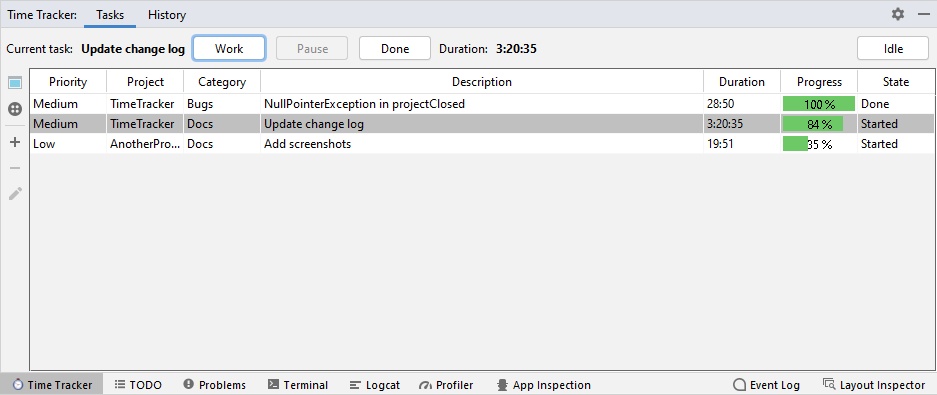 Time Tracker: Tasks History
Current task: Update change log Work Pause Done Duration: 3:20:35 Idle
Priority Project Category Description Duration Progress State
Medium TimeTracker Bugs NullPointerException in projectClosed 28:50 100 % Done
Medium TimeTracker Docs Update change log 3:20:35 84 % Started
Low AnotherPro... Docs Add screenshots 19:51 35 % Started
Time Tracker TODO Problems Terminal Logcat Profiler App Inspection Event Log Layout Inspector